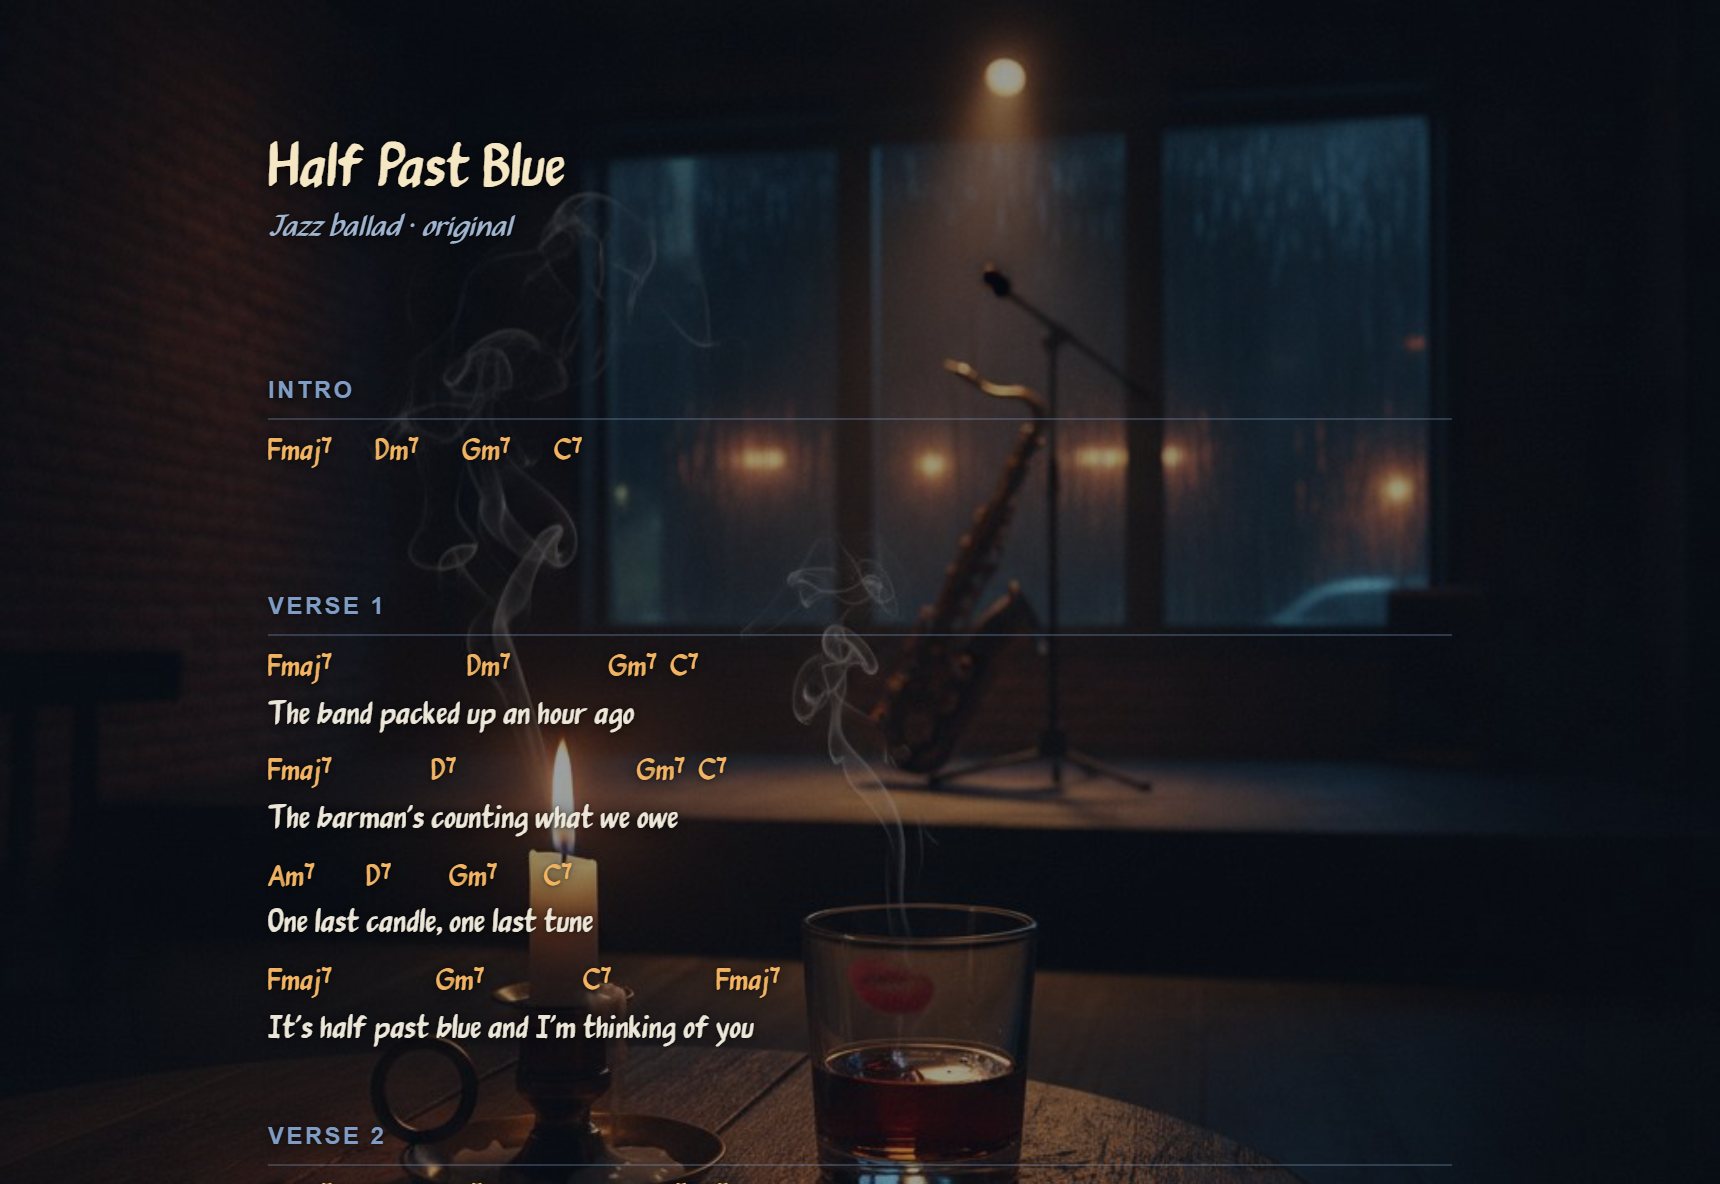 Half Past Blue
Jazz ballad · original
INTRO
Fmaj7 Dm7 Gm7 C7
VERSE 1
Fmaj7 Dm7 Gm7 C7
The band packed up an hour ago
Fmaj7 D7 Gm7 C7
The barman's counting what we owe
Am7 D7 Gm7 C7
One last candle, one last tune
Fmaj7 Gm7 C7 Fmaj7
It's half past blue and I'm thinking of you
VERSE 2